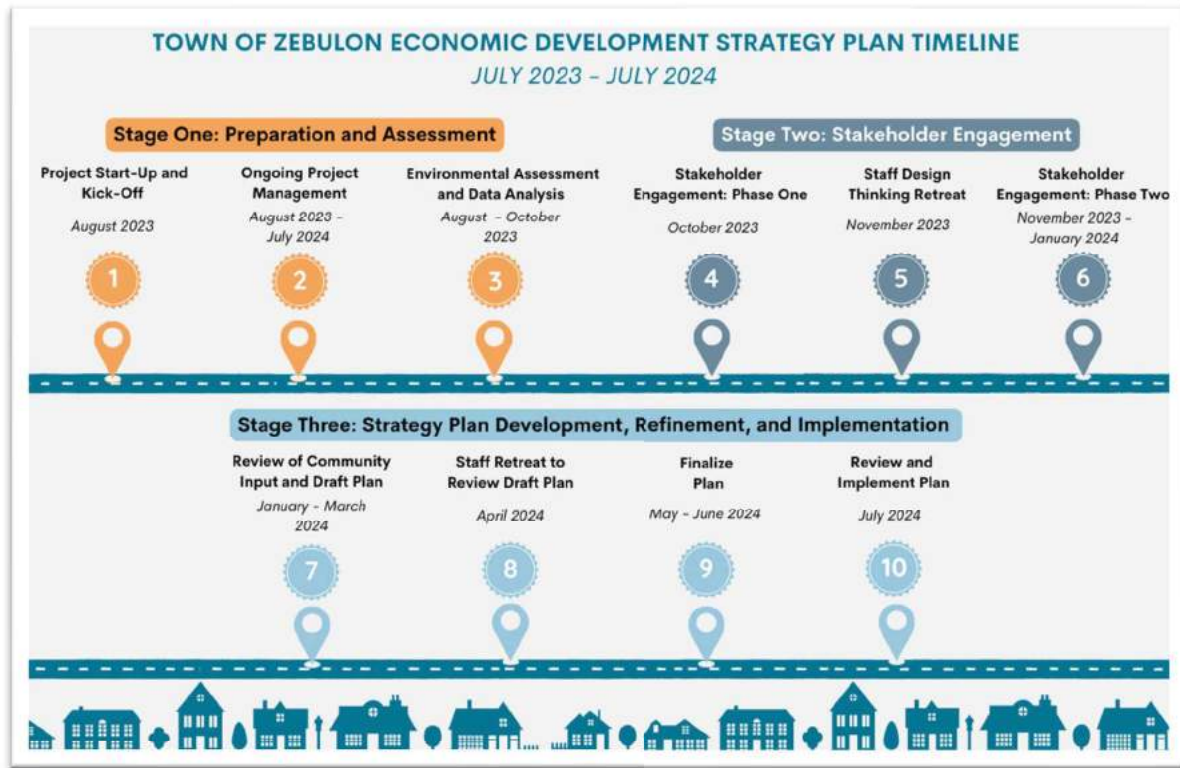 TOWN OF ZEBULON ECONOMIC DEVELOPMENT STRATEGY PLAN TIMELINE
JULY 2023 – JULY 2024
Stage One: Preparation and Assessment
Project Start-Up and
Kick-Off
August 2023
1
Ongoing Project
Management
August 2023 –
July 2024
2
Environmental Assessment
and Data Analysis
August – October
2023
3
Stage Two: Stakeholder Engagement
Stakeholder
Engagement: Phase One
October 2023
4
Staff Design
Thinking Retreat
November 2023
5
Stakeholder
Engagement: Phase Two
November 2023 –
January 2024
6
Stage Three: Strategy Plan Development, Refinement, and Implementation
Review of Community
Input and Draft Plan
January – March
2024
7
Staff Retreat to
Review Draft Plan
April 2024
8
Finalize
Plan
May – June 2024
9
Review and
Implement Plan
July 2024
10